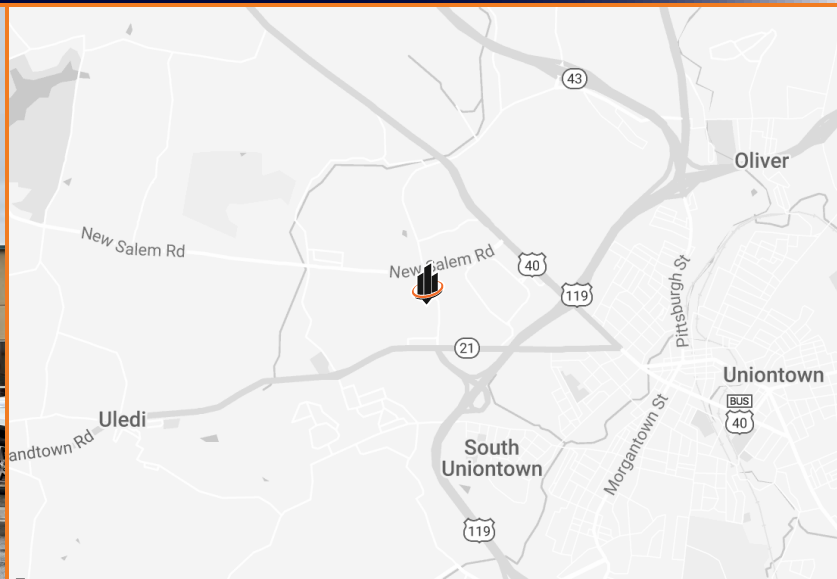 43
Oliver
New Salem Rd
New Salem Rd
40
119
Pittsburgh St
21
Uniontown
BUS
40
Uledi
andtown Rd
South
Uniontown
Morgantown St
119